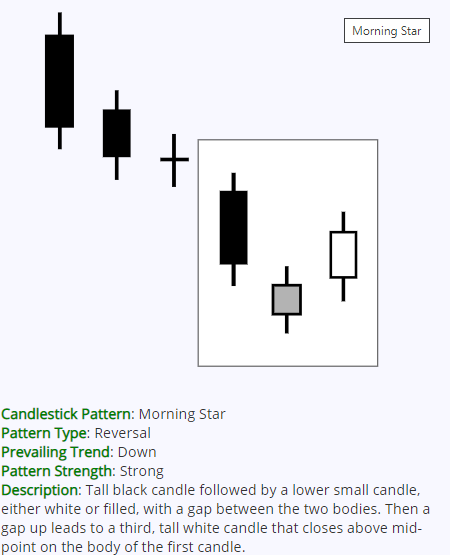 Morning Star
Candlestick Pattern: Morning Star
Pattern Type: Reversal
Prevailing Trend: Down
Pattern Strength: Strong
Description: Tall black candle followed by a lower small candle,
either white or filled, with a gap between the two bodies. Then a
gap up leads to a third, tall white candle that closes above mid-
point on the body of the first candle.